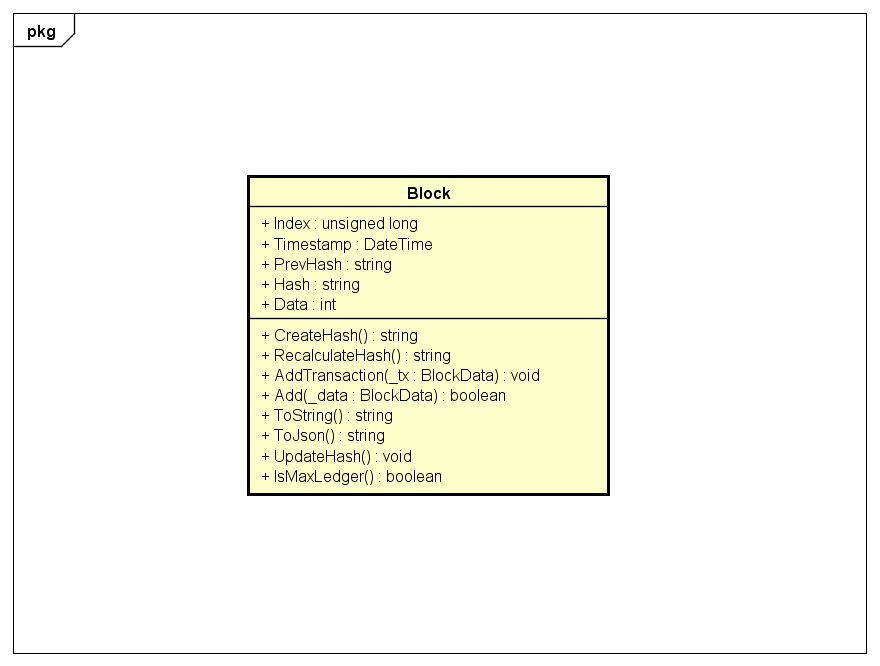 pkg
Block
+ Index : unsigned long
+ Timestamp : DateTime
+ PrevHash : string
+ Hash : string
+ Data : int
+ CreateHash() : string
+ RecalculateHash() : string
+ AddTransaction(_tx : BlockData) : void
+ Add(_data : BlockData) : boolean
+ ToString() : string
+ ToJson() : string
+ UpdateHash() : void
+ IsMaxLedger() : boolean